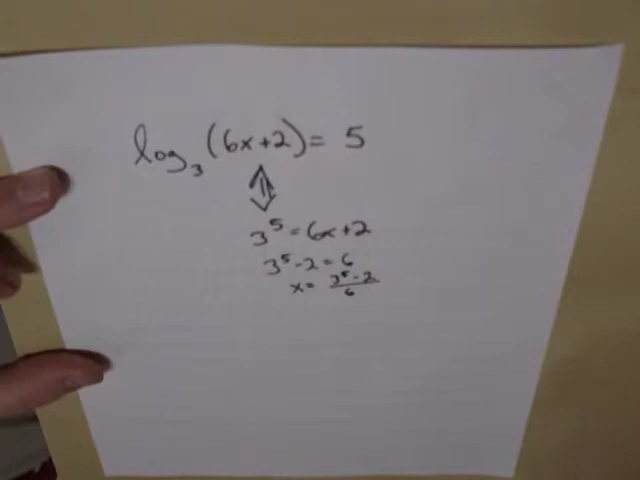 log₃(6x+2) = 5
3⁵ = 6x+2
3⁵-2 = 6
x = (3⁵-2)/6